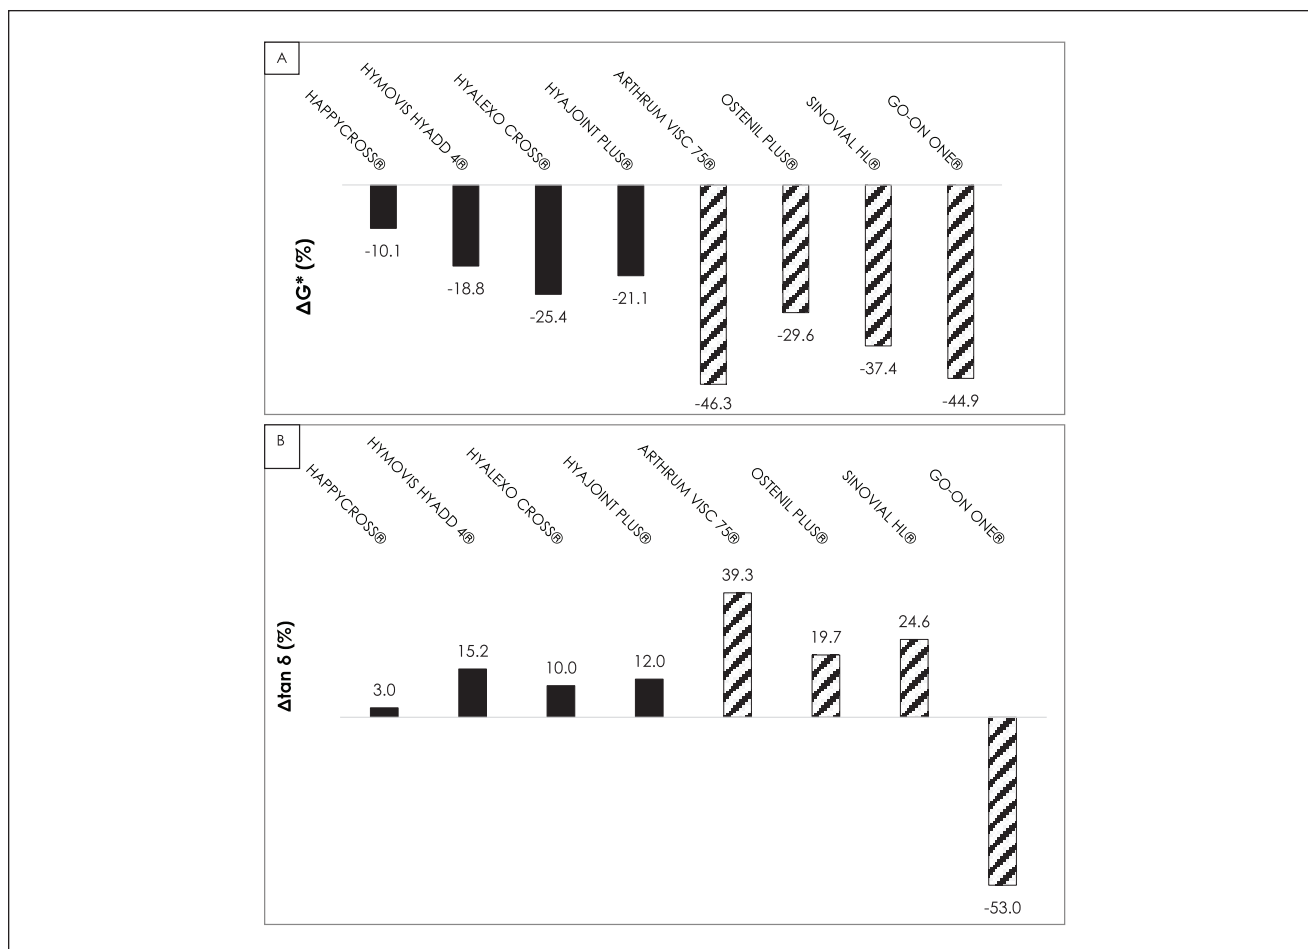 A
HAPPYCROSS®
HYMOVIS HYADD 4®
HYALEXO CROSS®
HYAJOINT PLUS®
ARTHRUM VISC 75®
OSTENIL PLUS®
SINOVIAL HL®
GO-ON ONE®
ΔG* (%)
-10.1
-18.8
-25.4
-21.1
-46.3
-29.6
-37.4
-44.9
B
HAPPYCROSS®
HYMOVIS HYADD 4®
HYALEXO CROSS®
HYAJOINT PLUS®
ARTHRUM VISC 75®
OSTENIL PLUS®
SINOVIAL HL®
GO-ON ONE®
Δtan δ (%)
3.0
15.2
10.0
12.0
39.3
19.7
24.6
-53.0